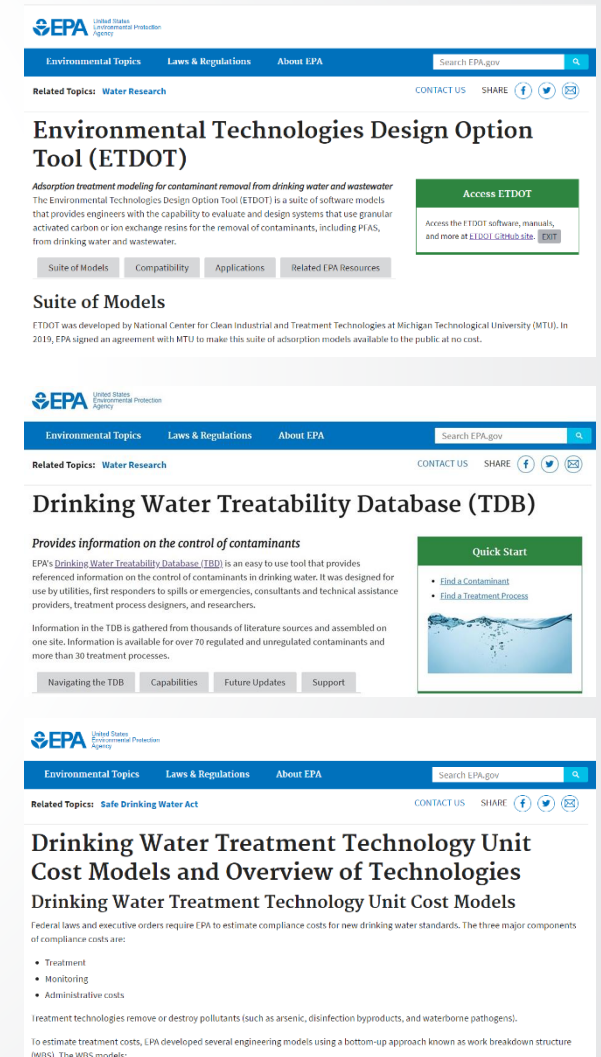 EPA United States Environmental Protection Agency
Environmental Topics Laws & Regulations About EPA Search EPA.gov
Related Topics: Water Research CONTACT US SHARE
Environmental Technologies Design Option
Tool (ETDOT)
Adsorption treatment modeling for contaminant removal from drinking water and wastewater
The Environmental Technologies Design Option Tool (ETDOT) is a suite of software models
that provides engineers with the capability to evaluate and design systems that use granular
activated carbon or ion exchange resins for the removal of contaminants, including PFAS,
from drinking water and wastewater.
Access ETDOT
Access the ETDOT software, manuals,
and more at ETDOT GitHub site. EXIT
Suite of Models Compatibility Applications Related EPA Resources
Suite of Models
ETDOT was developed by National Center for Clean Industrial and Treatment Technologies at Michigan Technological University (MTU). In
2019, EPA signed an agreement with MTU to make this suite of adsorption models available to the public at no cost.
EPA United States Environmental Protection Agency
Environmental Topics Laws & Regulations About EPA Search EPA.gov
Related Topics: Water Research CONTACT US SHARE
Drinking Water Treatability Database (TDB)
Provides information on the control of contaminants
EPA's Drinking Water Treatability Database (TBD) is an easy to use tool that provides
referenced information on the control of contaminants in drinking water. It was designed for
use by utilities, first responders to spills or emergencies, consultants and technical assistance
providers, treatment process designers, and researchers.
Information in the TDB is gathered from thousands of literature sources and assembled on
one site. Information is available for over 70 regulated and unregulated contaminants and
more than 30 treatment processes.
Quick Start
Find a Contaminant
Find a Treatment Process
Navigating the TDB Capabilities Future Updates Support
EPA United States Environmental Protection Agency
Environmental Topics Laws & Regulations About EPA Search EPA.gov
Related Topics: Safe Drinking Water Act CONTACT US SHARE
Drinking Water Treatment Technology Unit
Cost Models and Overview of Technologies
Drinking Water Treatment Technology Unit Cost Models
Federal laws and executive orders require EPA to estimate compliance costs for new drinking water standards. The three major components
of compliance costs are:
Treatment
Monitoring
Administrative costs
Treatment technologies remove or destroy pollutants (such as arsenic, disinfection byproducts, and waterborne pathogens).
To estimate treatment costs, EPA developed several engineering models using a bottom-up approach known as work breakdown structure
(WBS). The WBS models: